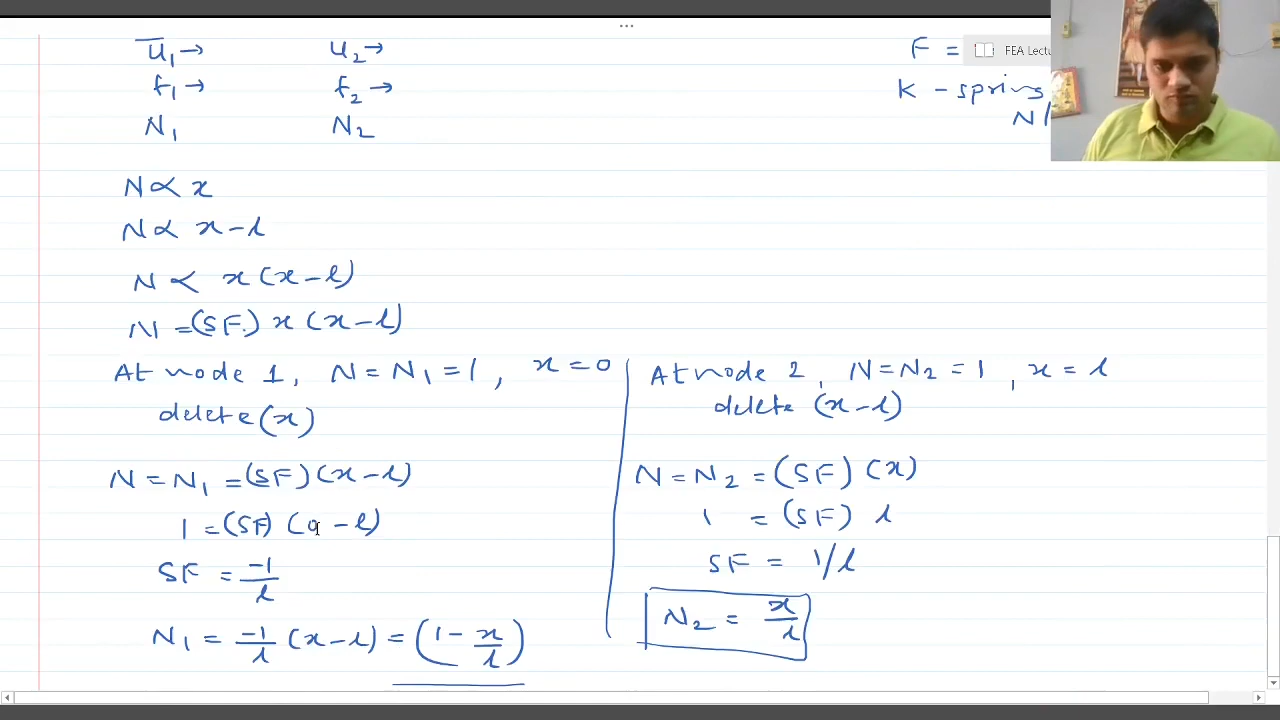 u₁→ u₂→ F =
FEA Lectu
f₁→ f₂→ K - spring
N₁ N₂ N/
N ∝ x
N ∝ x-l
N ∝ x(x-l)
N = (SF.) x (x-l)
At node 1, N = N₁ = 1, x = 0
delete (x)
N = N₁ = (SF)(x-l)
1 = (SF) (0-l)
SF = -1/l
N₁ = -1/l (x-l) = (1 - x/l)
At node 2, N = N₂ = 1, x = l
delete (x-l)
N = N₂ = (SF)(x)
1 = (SF) l
SF = 1/l
N₂ = x/l